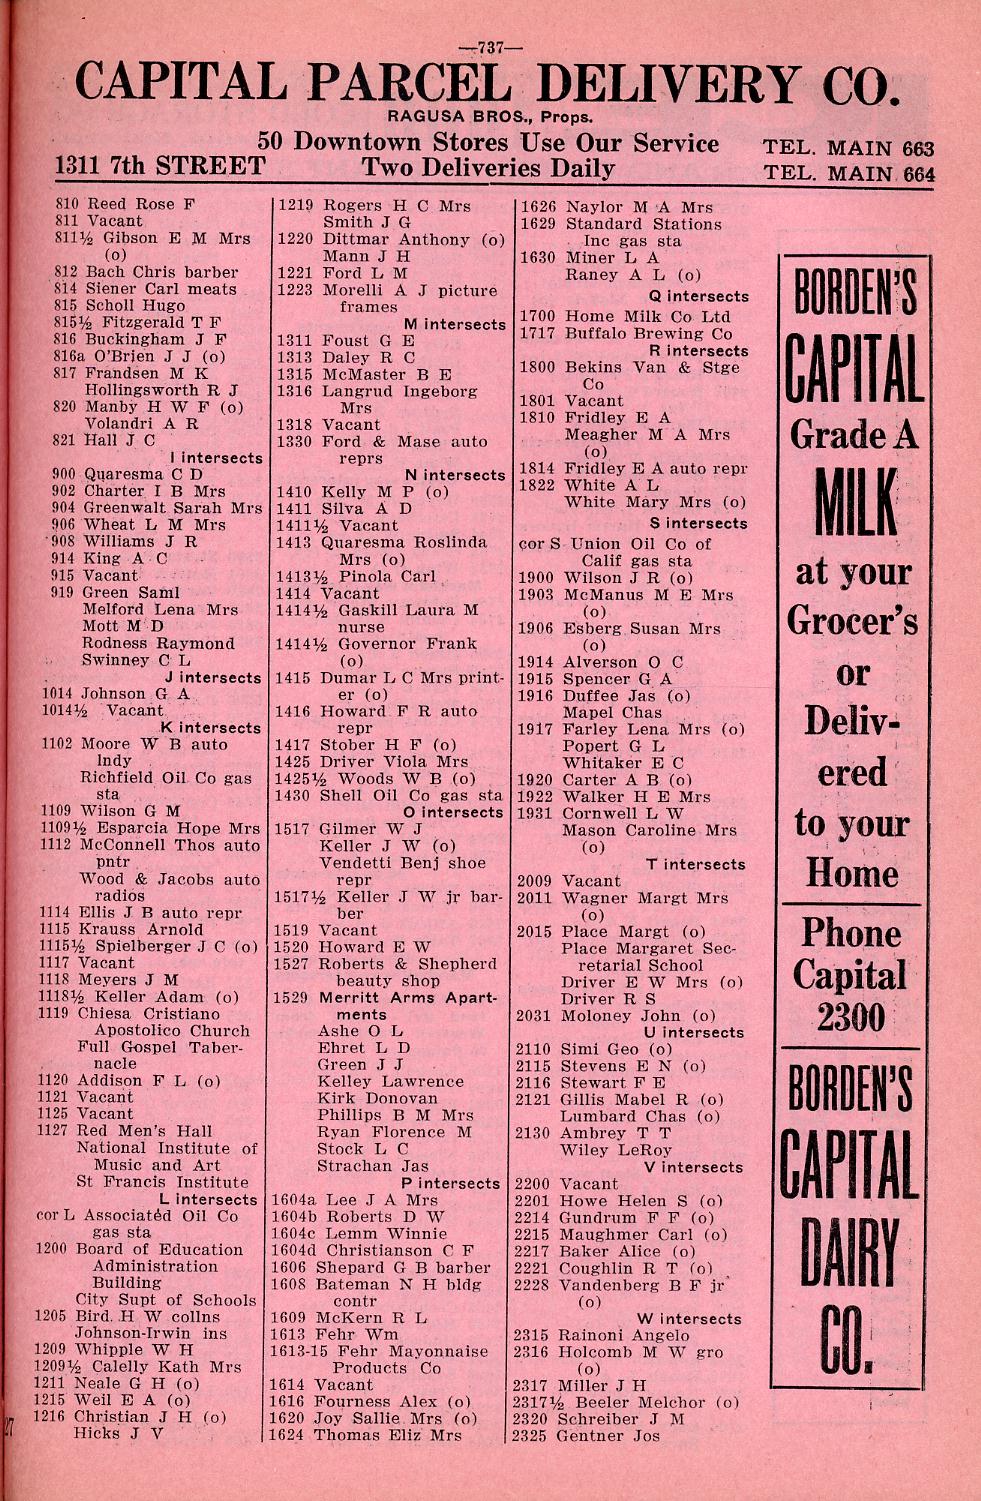 —737—
CAPITAL PARCEL DELIVERY CO.
RAGUSA BROS., Props.
50 Downtown Stores Use Our Service
TEL. MAIN 663
1311 7th STREET
Two Deliveries Daily
TEL. MAIN 664
810 Reed Rose F
811 Vacant
811½ Gibson E M Mrs
(o)
812 Bach Chris barber
814 Siener Carl meats
815 Scholl Hugo
815½ Fitzgerald T F
816 Buckingham J F
816a O'Brien J J (o)
817 Frandsen M K
Hollingsworth R J
820 Manby H W F (o)
Volandri A R
821 Hall J C
I intersects
900 Quaresma C D
902 Charter I B Mrs
904 Greenwalt Sarah Mrs
906 Wheat L M Mrs
908 Williams J R
914 King A C
915 Vacant
919 Green Saml
Melford Lena Mrs
Mott M D
Rodness Raymond
Swinney C L
J intersects
1014 Johnson G A
1014½ Vacant
K intersects
1102 Moore W B auto
lndy
Richfield Oil Co gas
sta
1109 Wilson G M
1109½ Esparcia Hope Mrs
1112 McConnell Thos auto
pntr
Wood & Jacobs auto
radios
1114 Ellis J B auto repr
1115 Krauss Arnold
1115½ Spielberger J C (o)
1117 Vacant
1118 Meyers J M
1118½ Keller Adam (o)
1119 Chiesa Cristiano
Apostolico Church
Full Gospel Taber-
nacle
1120 Addison F L (o)
1121 Vacant
1125 Vacant
1127 Red Men's Hall
National Institute of
Music and Art
St Francis Institute
L intersects
cor L Associated Oil Co
gas sta
1200 Board of Education
Administration
Building
City Supt of Schools
1205 Bird H W collns
Johnson-Irwin ins
1209 Whipple W H
1209½ Calelly Kath Mrs
1211 Neale G H (o)
1215 Weil E A (o)
1216 Christian J H (o)
Hicks J V
27
1219 Rogers H C Mrs
Smith J G
1220 Dittmar Anthony (o)
Mann J H
1221 Ford L M
1223 Morelli A J picture
frames
M intersects
1311 Foust G E
1313 Daley R C
1315 McMaster B E
1316 Langrud Ingeborg
Mrs
1318 Vacant
1330 Ford & Mase auto
reprs
N intersects
1410 Kelly M P (o)
1411 Silva A D
1411½ Vacant
1413 Quaresma Roslinda
Mrs (o)
1413½ Pinola Carl
1414 Vacant
1414½ Gaskill Laura M
nurse
1414½ Governor Frank
(o)
1415 Dumar L C Mrs print-
er (o)
1416 Howard F R auto
repr
1417 Stober H F (o)
1425 Driver Viola Mrs
1425½ Woods W B (o)
1430 Shell Oil Co gas sta
O intersects
1517 Gilmer W J
Keller J W (o)
Vendetti Benj shoe
repr
1517½ Keller J W jr bar-
ber
1519 Vacant
1520 Howard E W
1527 Roberts & Shepherd
beauty shop
1529 Merritt Arms Apart-
ments
Ashe O L
Ehret L D
Green J J
Kelley Lawrence
Kirk Donovan
Phillips B M Mrs
Ryan Florence M
Stock L C
Strachan Jas
P intersects
1604a Lee J A Mrs
1604b Roberts D W
1604c Lemm Winnie
1604d Christianson C F
1606 Shepard G B barber
1608 Bateman N H bldg
contr
1609 McKern R L
1613 Fehr Wm
1613-15 Fehr Mayonnaise
Products Co
1614 Vacant
1616 Fourness Alex (o)
1620 Joy Sallie Mrs (o)
1624 Thomas Eliz Mrs
1626 Naylor M A Mrs
1629 Standard Stations
Inc gas sta
1630 Miner L A
Raney A L (o)
Q intersects
1700 Home Milk Co Ltd
1717 Buffalo Brewing Co
R intersects
1800 Bekins Van & Stge
Co
1801 Vacant
1810 Fridley E A
Meagher M A Mrs
(o)
1814 Fridley E A auto repr
1822 White A L
White Mary Mrs (o)
S intersects
cor S Union Oil Co of
Calif gas sta
1900 Wilson J R (o)
1903 McManus M E Mrs
(o)
1906 Esberg Susan Mrs
(o)
1914 Alverson O C
1915 Spencer G A
1916 Duffee Jas (o)
Mapel Chas
1917 Farley Lena Mrs (o)
Popert G L
Whitaker E C
1920 Carter A B (o)
1922 Walker H E Mrs
1931 Cornwell L W
Mason Caroline Mrs
(o)
T intersects
2009 Vacant
2011 Wagner Margt Mrs
(o)
2015 Place Margt (o)
Place Margaret Sec-
retarial School
Driver E W Mrs (o)
Driver R S
2031 Moloney John (o)
U intersects
2110 Simi Geo (o)
2115 Stevens E N (o)
2116 Stewart F E
2121 Gillis Mabel R (o)
Lumbard Chas (o)
2130 Ambrey T T
Wiley LeRoy
V intersects
2200 Vacant
2201 Howe Helen S (o)
2214 Gundrum F F (o)
2215 Maughmer Carl (o)
2217 Baker Alice (o)
2221 Coughlin R T (o)
2228 Vandenberg B F jr
(o)
W intersects
2315 Rainoni Angelo
2316 Holcomb M W gro
(o)
2317 Miller J H
2317½ Beeler Melchor (o)
2320 Schreiber J M
2325 Gentner Jos
BORDEN'S
CAPITAL
Grade A
MILK
at your
Grocer's
or
Deliv-
ered
to your
Home
Phone
Capital
2300
BORDEN'S
CAPITAL
DAIRY
CO.